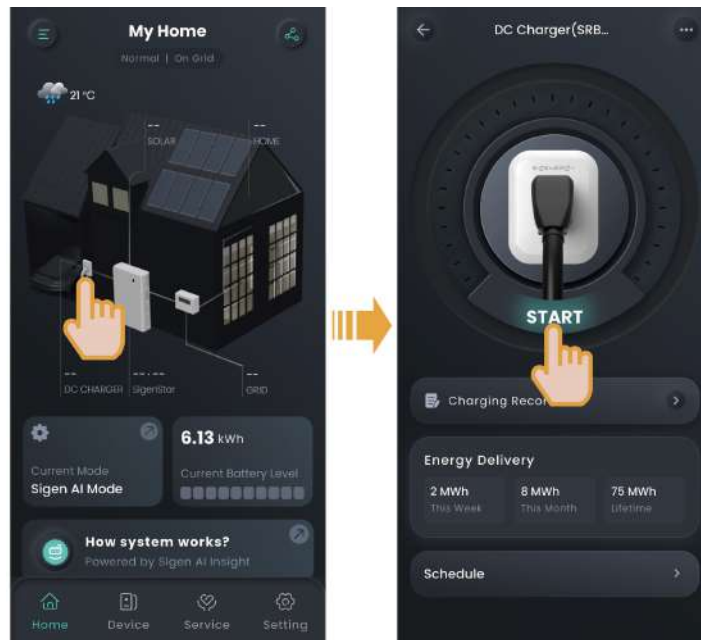 My Home
Normal | On Grid
21 °C
--
SOLAR
--
HOME
--
DC CHARGER
--.--
SigenStor
--
GRID
Current Mode
Sigen AI Mode
6.13 kWh
Current Battery Level
How system works?
Powered by Sigen AI Insight
Home
Device
Service
Setting
DC Charger(SRB...
SIGENERGY
START
Charging Recor
Energy Delivery
2 MWh
This Week
8 MWh
This Month
75 MWh
Lifetime
Schedule